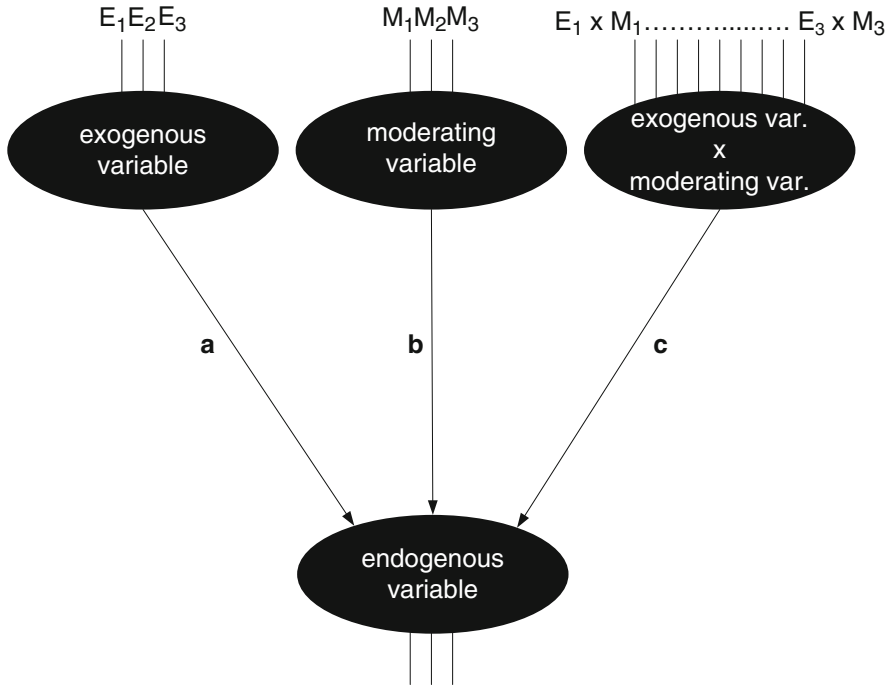 E₁E₂E₃
M₁M₂M₃
E₁ x M₁……………..…… E₃ x M₃
exogenous
variable
moderating
variable
exogenous var.
x
moderating var.
a
b
c
endogenous
variable